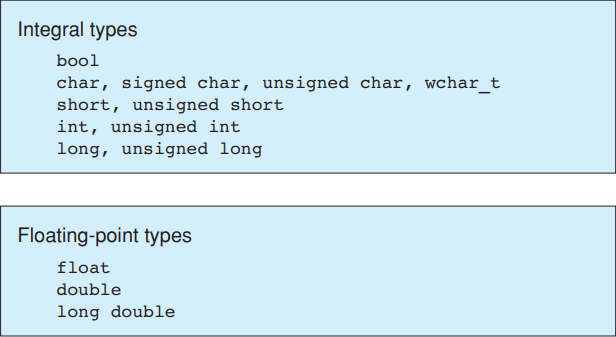 Integral types
bool
char, signed char, unsigned char, wchar_t
short, unsigned short
int, unsigned int
long, unsigned long
Floating-point types
float
double
long double